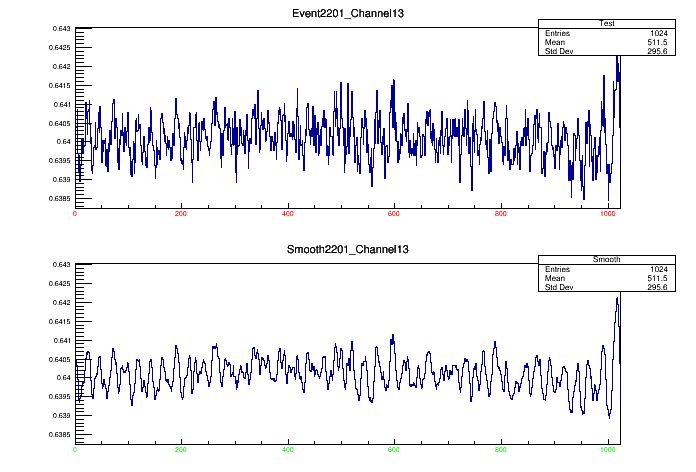 Event2201_Channel13
Test
Entries 1024
Mean 511.5
Std Dev 295.6
0.643
0.6425
0.642
0.6415
0.641
0.6405
0.64
0.6395
0.639
0.6385
0 200 400 600 800 1000
Smooth2201_Channel13
Smooth
Entries 1024
Mean 511.5
Std Dev 295.6
0.643
0.6425
0.642
0.6415
0.641
0.6405
0.64
0.6395
0.639
0.6385
0 200 400 600 800 1000